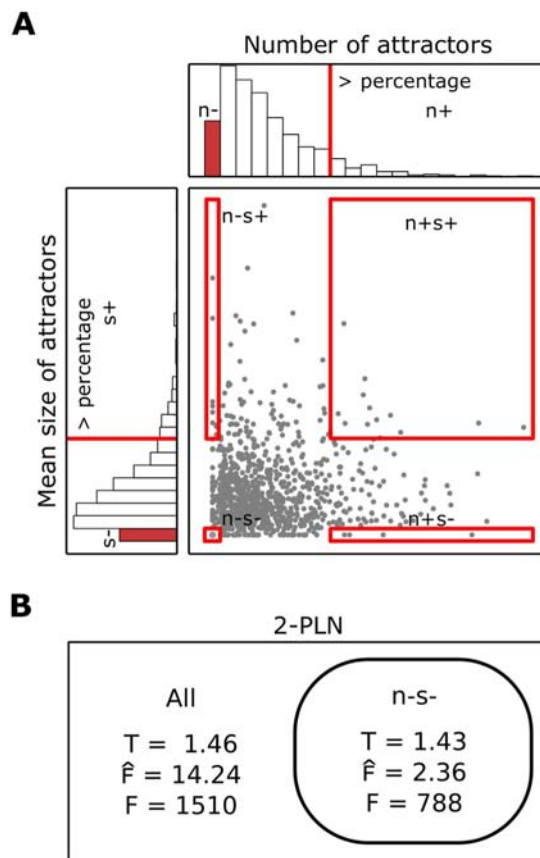 A
Number of attractors
> percentage
n-
n+
Mean size of attractors
> percentage
s+
s-
n-s+
n+s+
n-s-
n+s-
B
2-PLN
All
T = 1.46
F̂ = 14.24
F = 1510
n-s-
T = 1.43
F̂ = 2.36
F = 788